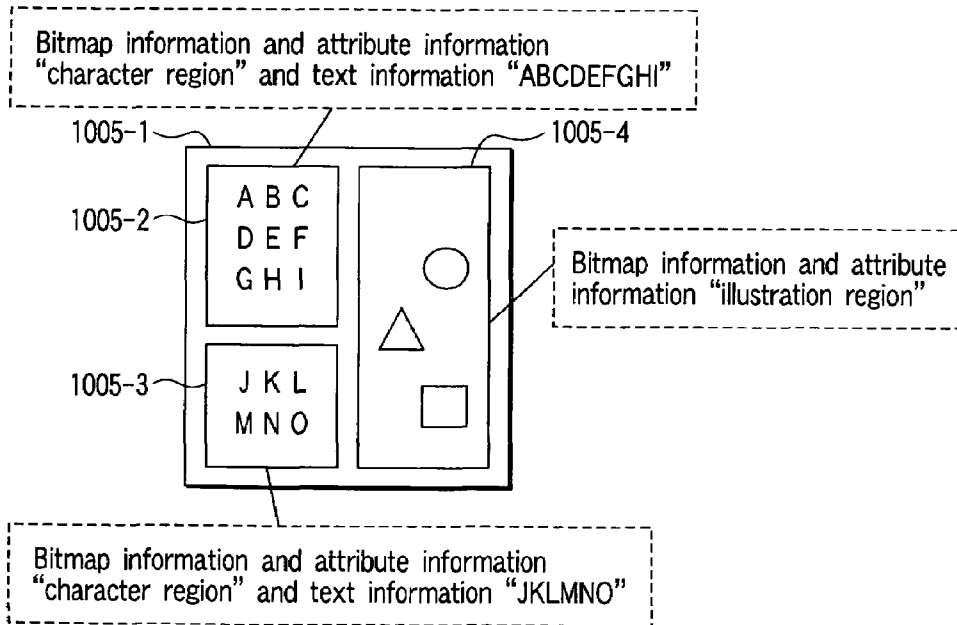 Bitmap information and attribute information
“character region” and text information “ABCDEFGHI”
1005-1
1005-4
A B C
1005-2
D E F
G H I
Bitmap information and attribute
information “illustration region”
1005-3
J K L
M N O
Bitmap information and attribute information
“character region” and text information “JKLMNO”